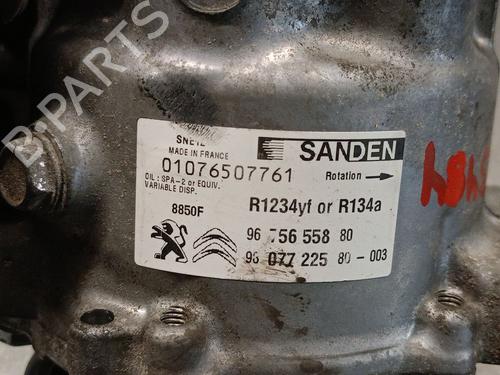 B-PARTS
SANDEN
MADE IN FRANCE
01076507761
OIL: SPA-2 or EQUIV.
VARIABLE DISP.
Rotation
8850F
R1234yf or R134a
96 756 558 80
98 077 225 80-003